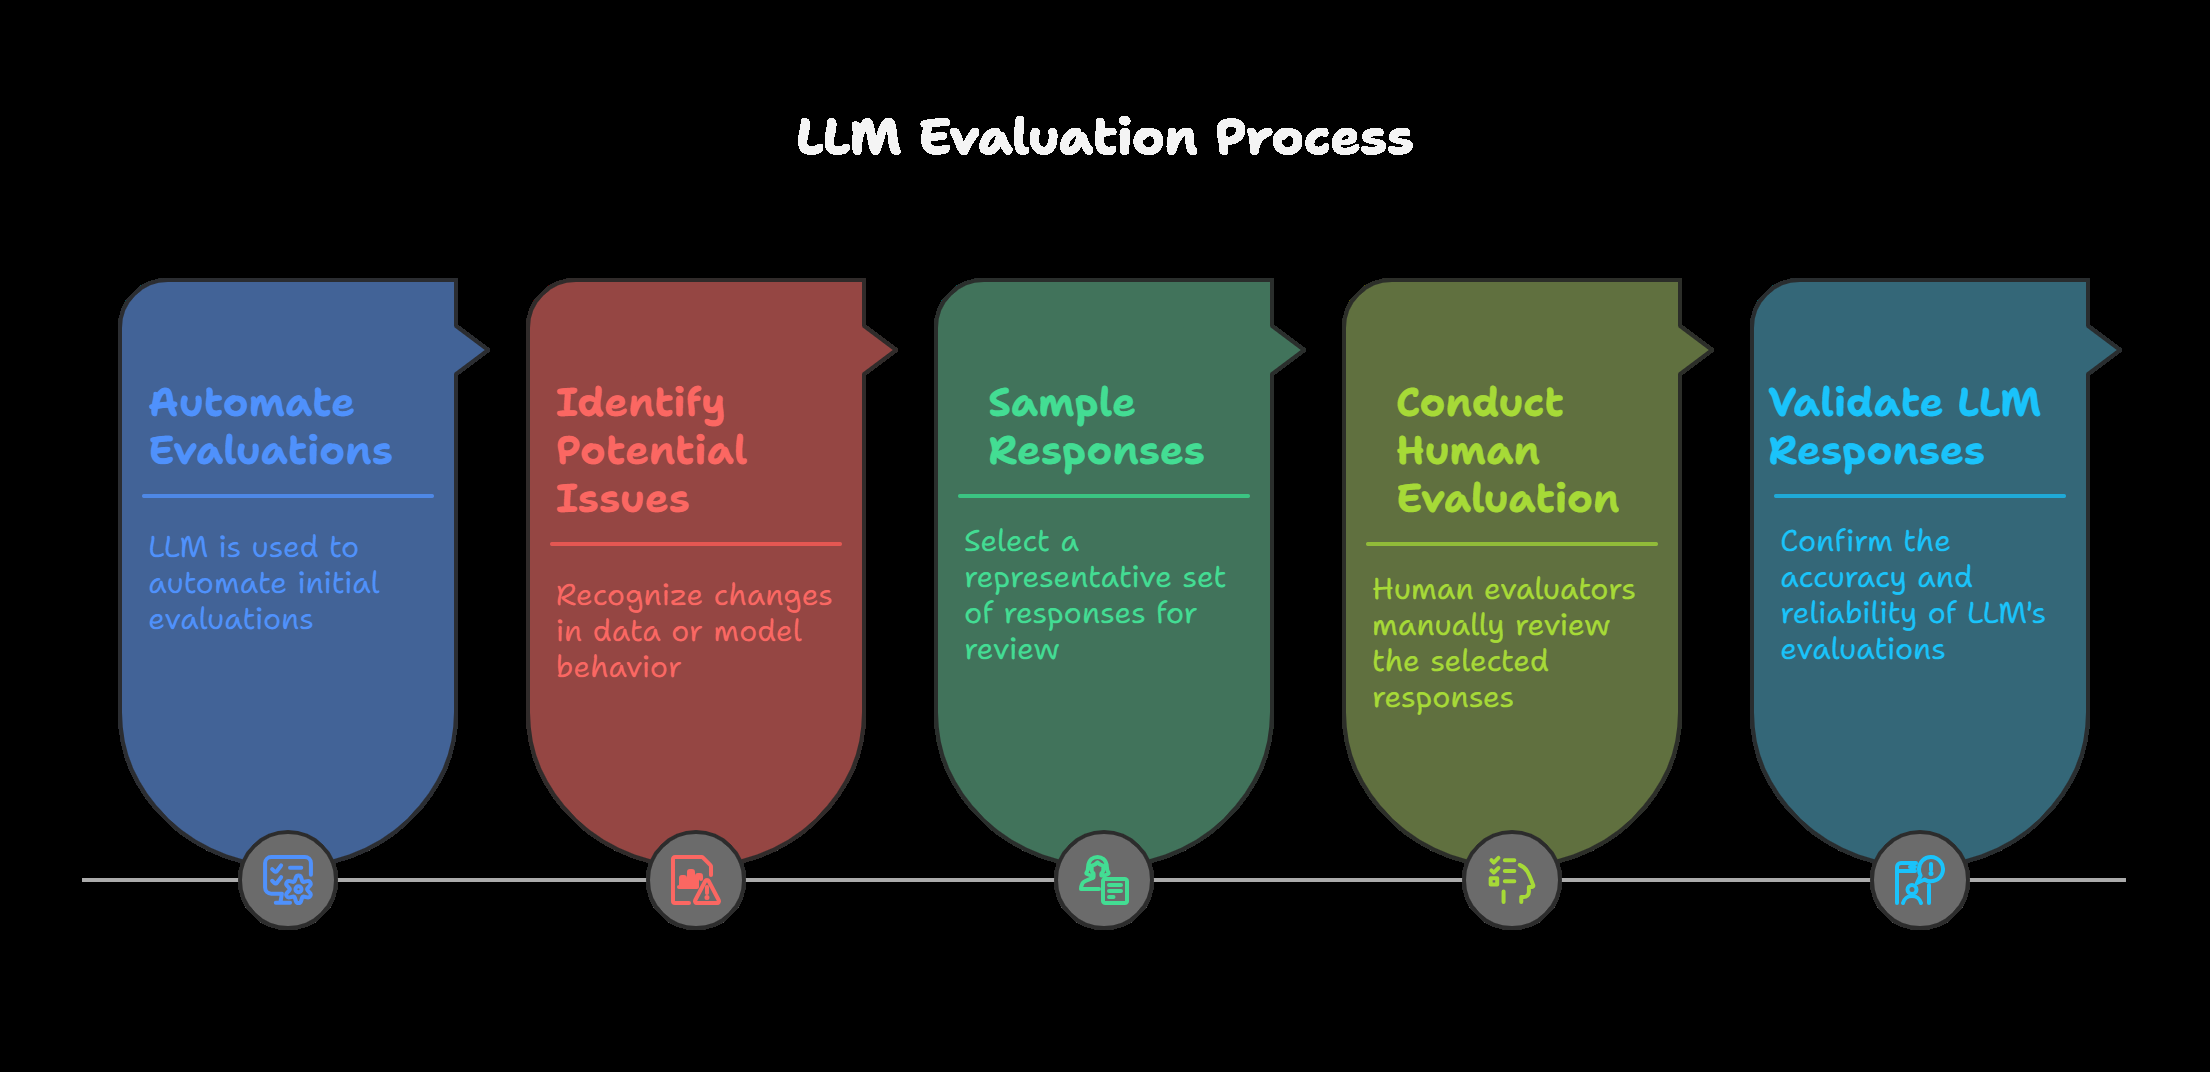 LLM Evaluation Process
Automate
Evaluations
LLM is used to
automate initial
evaluations
Identify
Potential
Issues
Recognize changes
in data or model
behavior
Sample
Responses
Select a
representative set
of responses for
review
Conduct
Human
Evaluation
Human evaluators
manually review
the selected
responses
Validate LLM
Responses
Confirm the
accuracy and
reliability of LLM's
evaluations